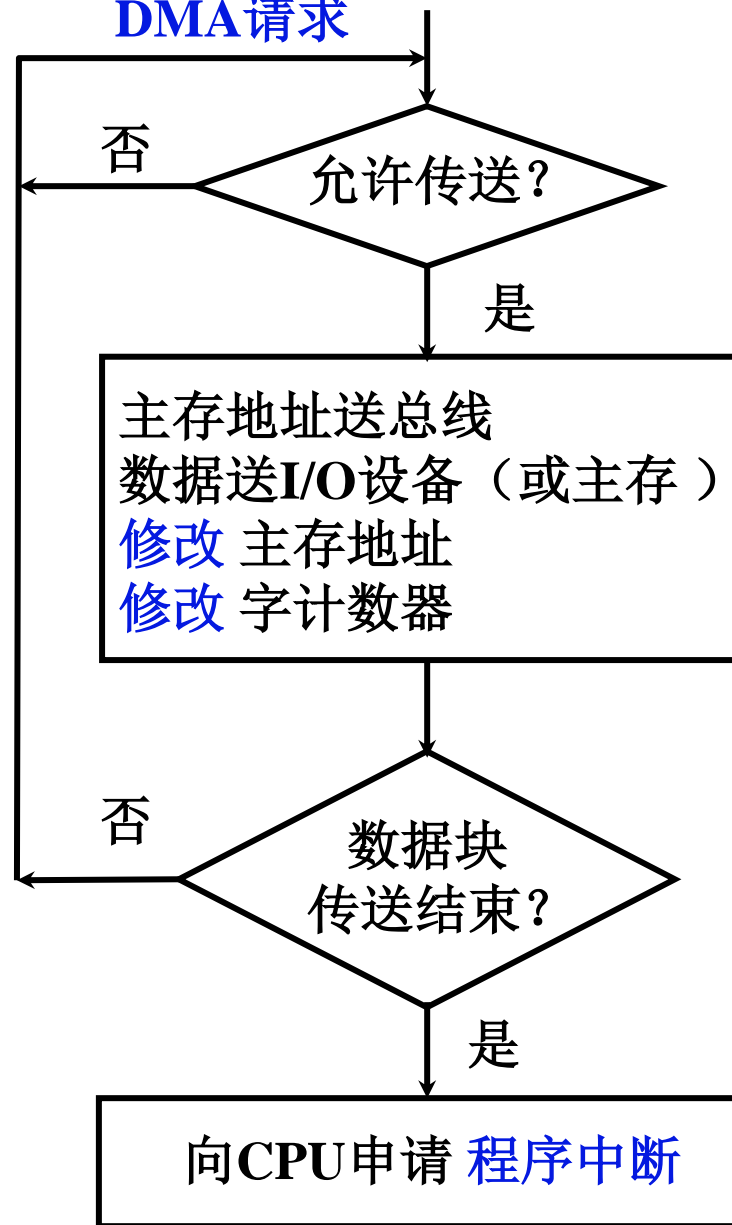 DMA请求
否
允许传送？
是
主存地址送总线
数据送I/O设备（或主存 ）
修改 主存地址
修改 字计数器
否
数据块
传送结束？
是
向CPU申请 程序中断